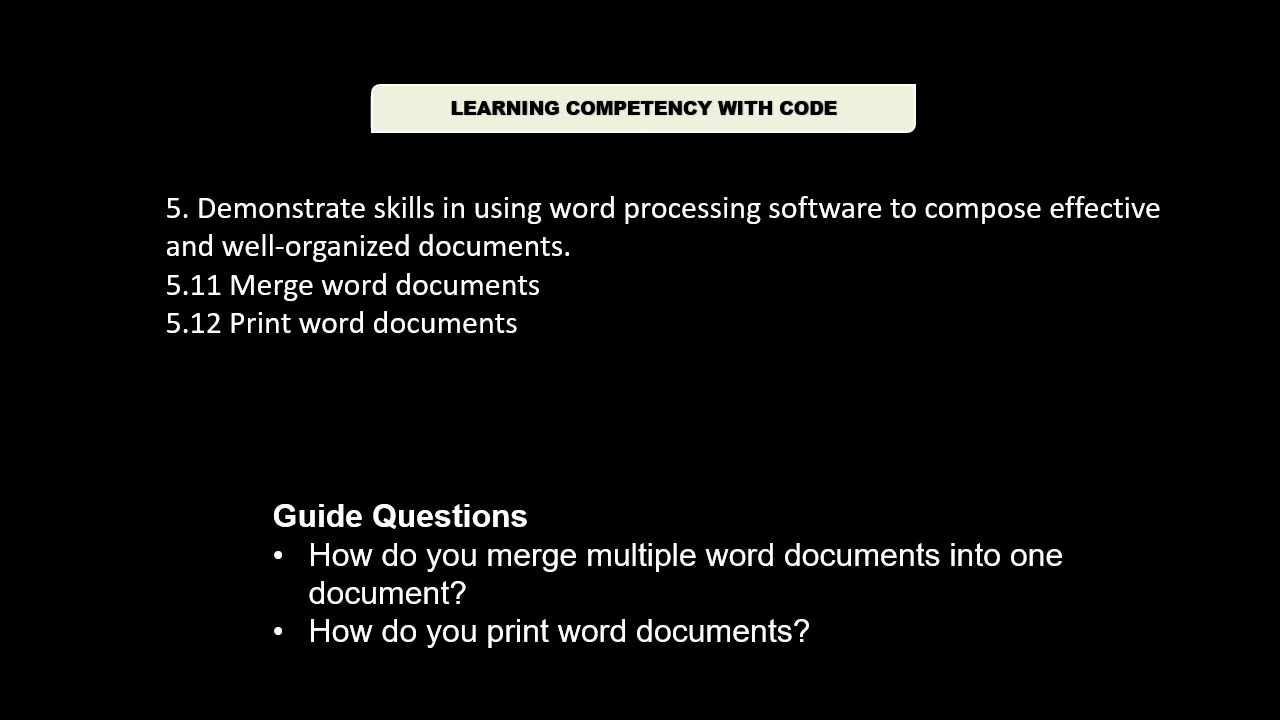 LEARNING COMPETENCY WITH CODE
5. Demonstrate skills in using word processing software to compose effective
and well-organized documents.
5.11 Merge word documents
5.12 Print word documents
Guide Questions
• How do you merge multiple word documents into one
document?
• How do you print word documents?